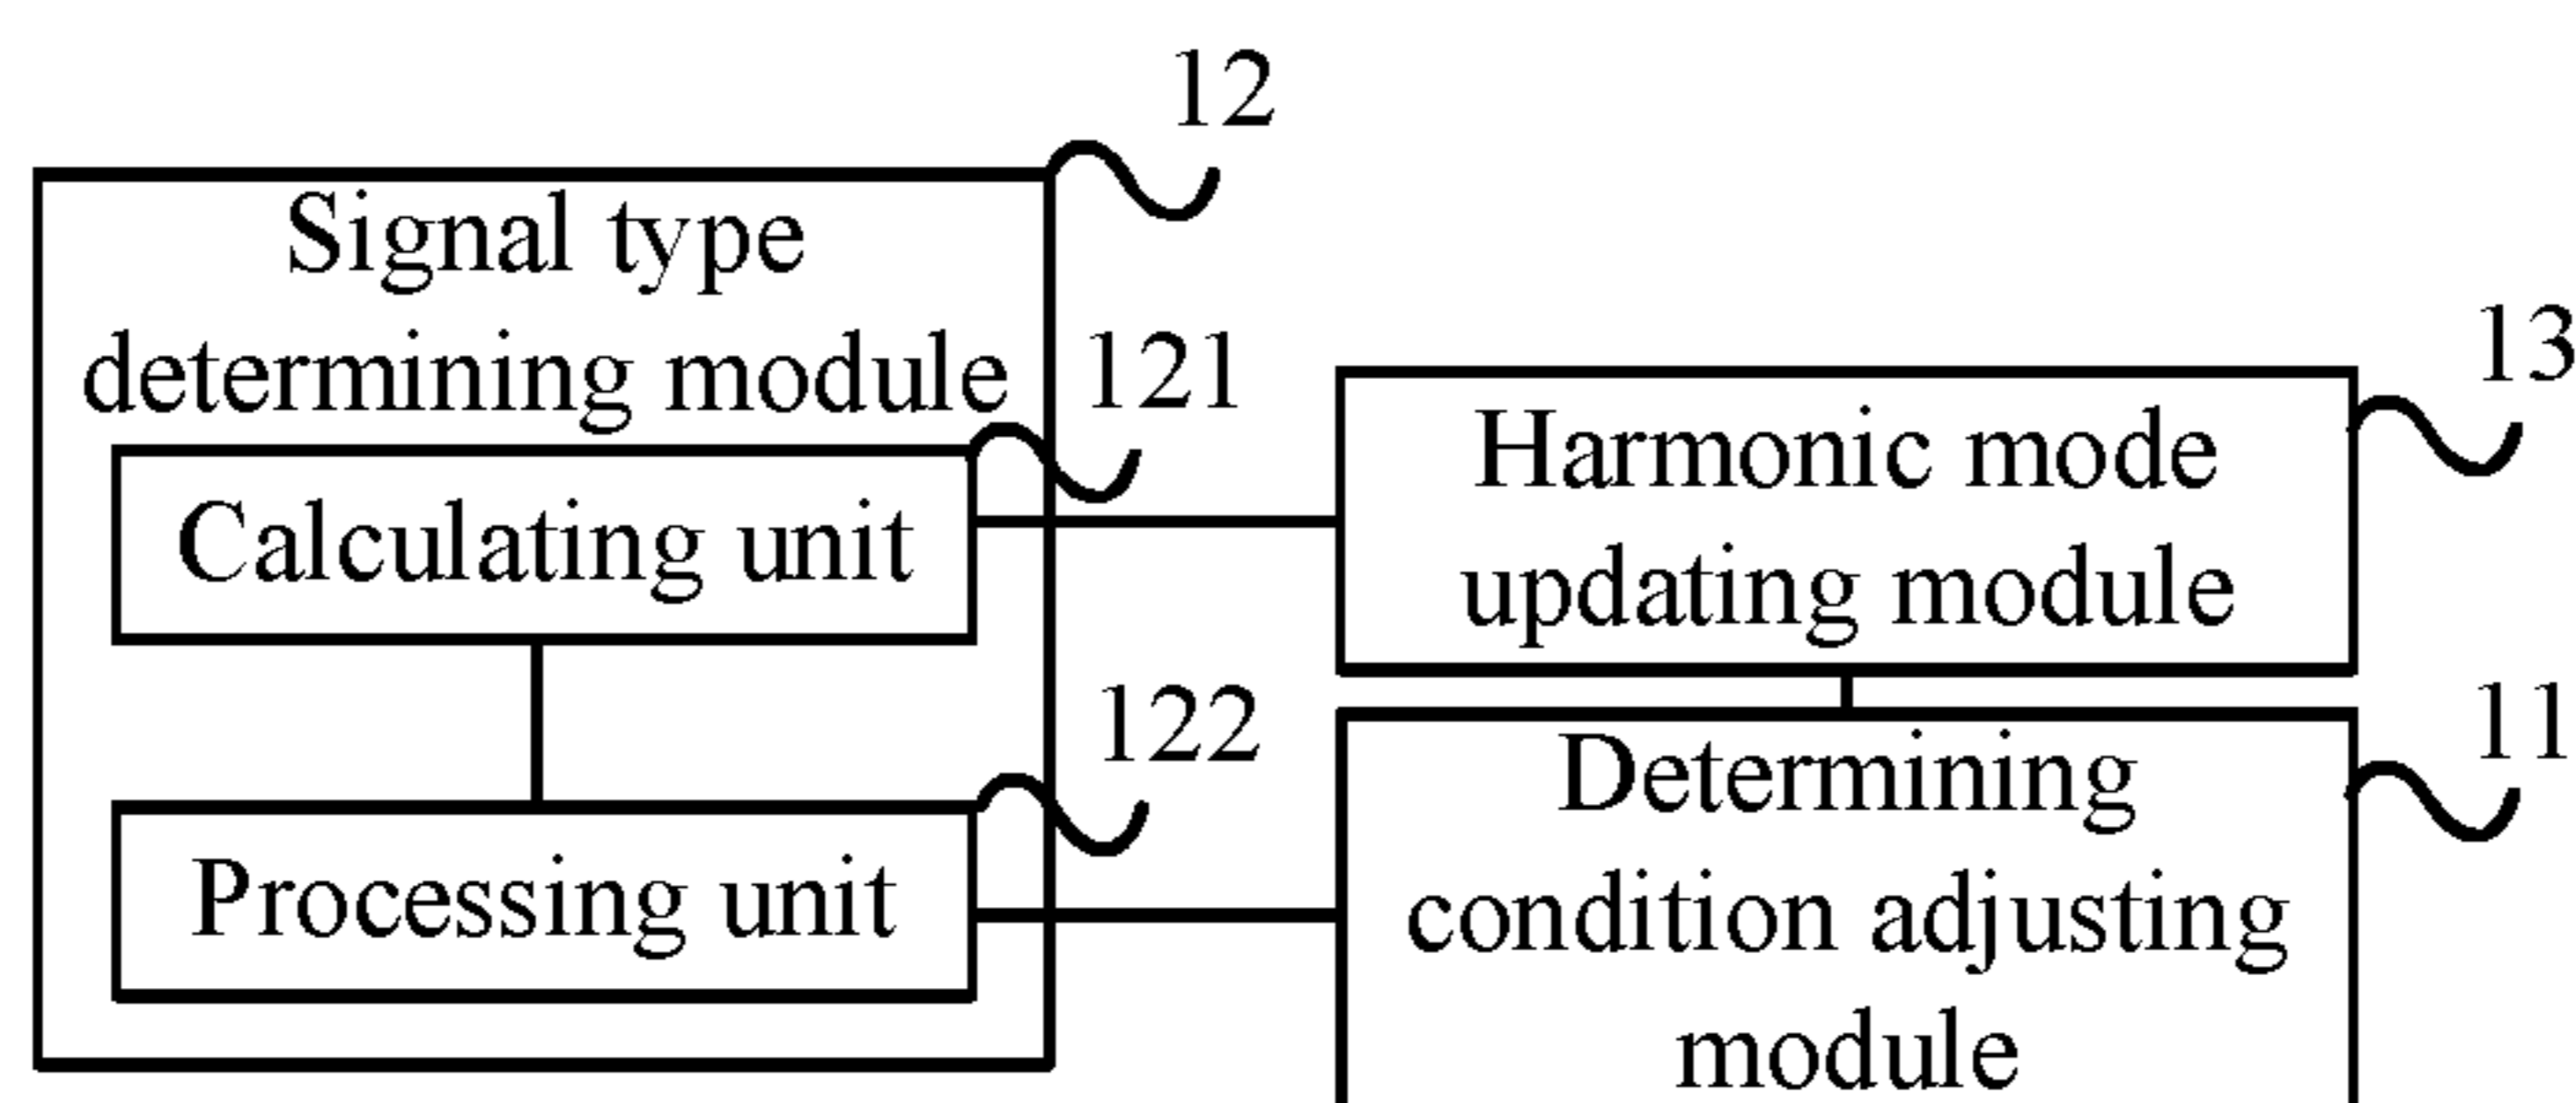 12
Signal type
determining module
121
Calculating unit
122
Processing unit
13
Harmonic mode
updating module
11
Determining
condition adjusting
module